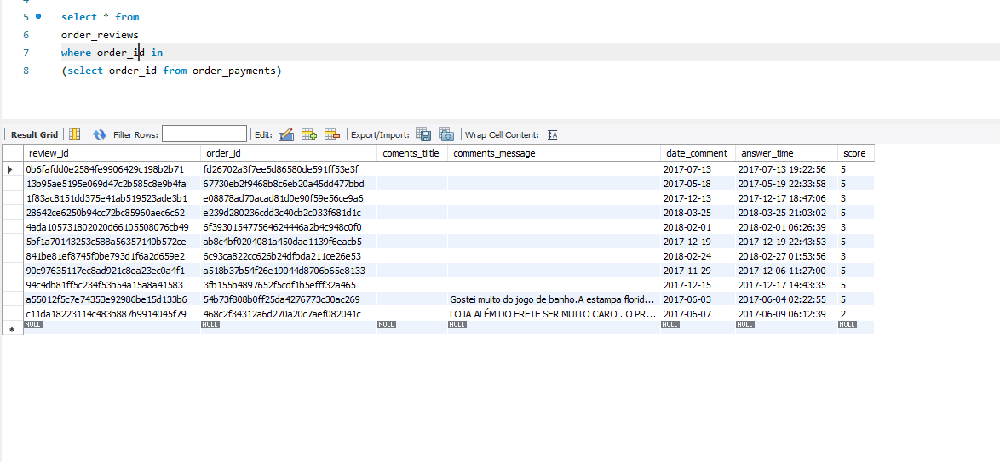 4
5 select * from
6 order_reviews
7 where order_id in
8 (select order_id from order_payments)
Result Grid Filter Rows: Edit: Export/Import: Wrap Cell Content: IA
review_id order_id coments_tiitle comments_message date_comment answer_time score
0b6fafdd0e2584fe9906429c198b2b71 fd26702a3f7ee5d86580de591ff53e3f 2017-07-13 2017-07-13 19:22:56 5
13b95ae5195e069d47c2b585c8e9b4fa 67730eb2f9468b8c6eb20a45dd477bbd 2017-05-18 2017-05-19 22:33:58 5
1f83ac8151dd375e41ab519523ade3b1 e08878ad70acad81d0e90f59e56ce9a6 2017-12-13 2017-12-17 18:47:06 3
28642ce6250b94cc72bc85960aec6c62 e239d280236cdd3c40cb2c033f681d1c 2018-03-25 2018-03-25 21:03:02 5
4ada105731802020d66105508076cb49 6f393015477564624446a2b4c948c0f0 2018-02-01 2018-02-01 06:26:39 3
5bf1a70143253c588a56357140b572ce ab8c4bf0204081a450dae1139f6eacb5 2017-12-19 2017-12-19 22:43:53 5
841be81ef8745f0be793d1f6a2d659e2 6c93ca822cc626b24dfbda211ce26e53 2018-02-24 2018-02-27 01:53:56 3
90c97635117ec8ad921c8ea23ec0a4f1 a518b37b54f26e19044d8706b65e8133 2017-11-29 2017-12-06 11:27:00 5
94c4db81ff5c234f53b54a15a8a41583 3fb155b4897652f5cdf1b5efff32a465 2017-12-15 2017-12-17 14:43:35 5
a55012f5c7e74353e92986be15d133b6 54b73f808b0ff25da4276773c30ac269 Gostei muito do jogo de banho.A estampa florid... 2017-06-03 2017-06-04 02:22:55 5
c11da18223114c483b887b9914045f79 468c2f34312a6d270a20c7aef082041c LOJA ALÉM DO FRETE SER MUITO CARO . O PR... 2017-06-07 2017-06-09 06:12:39 2
NULL NULL NULL NULL NULL NULL NULL